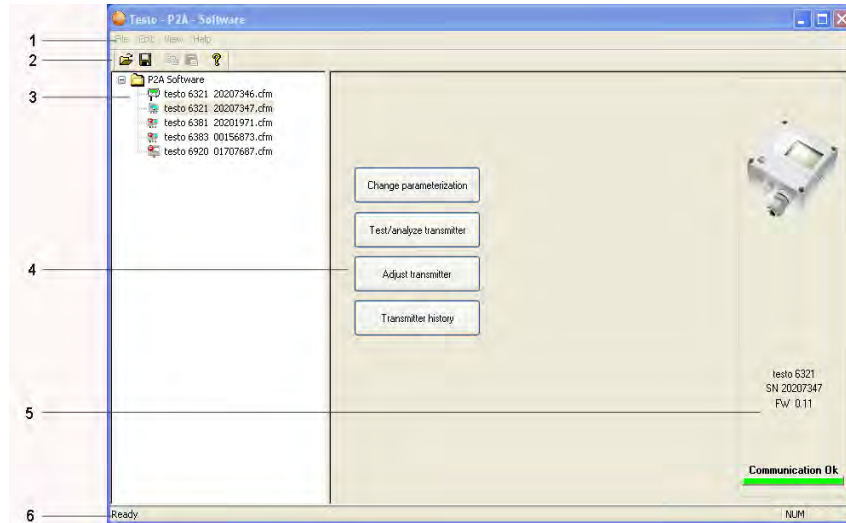 Testo - P2A - Software
File Edit View Help
1
2
P2A Software
3
testo 6321 20207346.cfm
testo 6321 20207347.cfm
testo 6381 20201971.cfm
testo 6383 00156873.cfm
testo 6920 01707687.cfm
Change parameterization
Test/analyze transmitter
4
Adjust transmitter
Transmitter history
testo 6321
SN 20207347
FW 0.11
5
Communication Ok
6
Ready
NUM